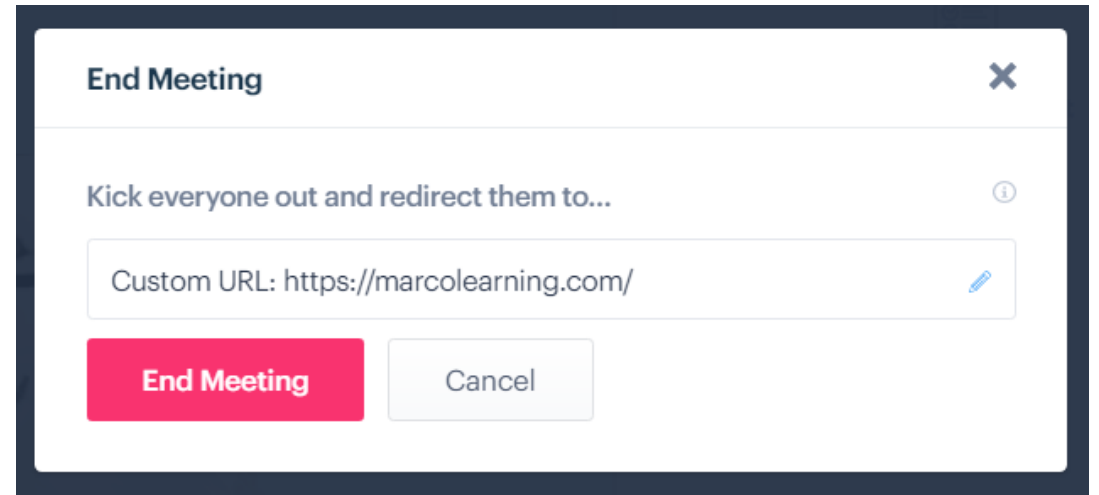 End Meeting
Kick everyone out and redirect them to...
Custom URL: https://marcolearning.com/
End Meeting
Cancel